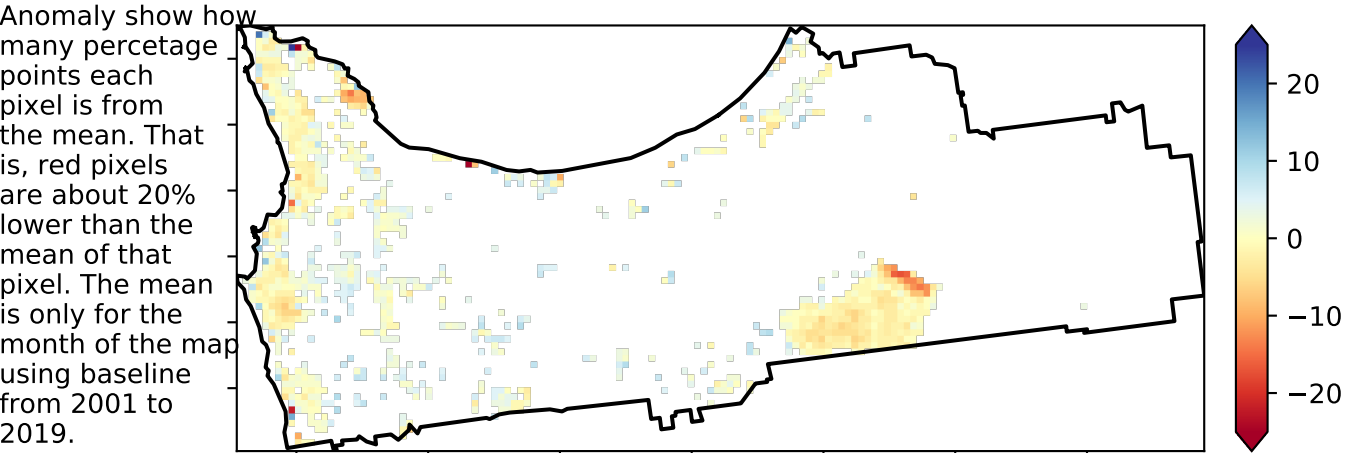 Anomaly show how
many percetage
points each
pixel is from
the mean. That
is, red pixels
are about 20%
lower than the
mean of that
pixel. The mean
is only for the
month of the map
using baseline
from 2001 to
2019.
20
10
0
−10
−20